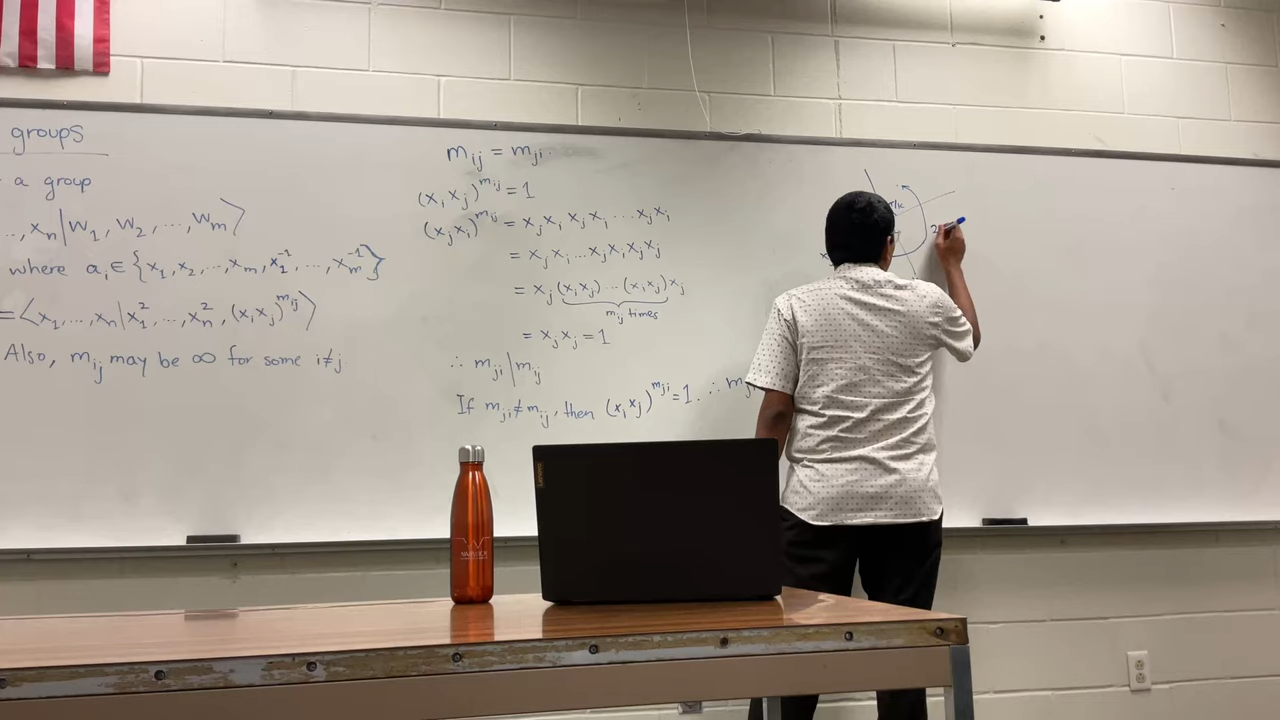 groups
a group
.., xₙ | W₁, W₂, ..., Wₘ⟩
where aᵢ ∈ {x₁, x₂, ..., xₘ, x₁⁻¹, ..., xₘ⁻¹}
= ⟨x₁, ..., xₙ | x₁², ..., xₙ², (xᵢxⱼ)^mᵢⱼ⟩
Also, mᵢⱼ may be ∞ for some i≠j.
mᵢⱼ = mⱼᵢ.
(xᵢxⱼ)^mᵢⱼ = 1
(xⱼxᵢ)^mᵢⱼ = xⱼxᵢ xⱼxᵢ ... xⱼxᵢ
= xⱼxᵢ...xⱼxᵢxⱼxⱼ
= xⱼ(xᵢxⱼ)...(xᵢxⱼ)xⱼ
mᵢⱼ times
= xⱼxⱼ = 1
∴ mⱼᵢ | mᵢⱼ
If mⱼᵢ ≠ mᵢⱼ, then (xᵢxⱼ)^mⱼᵢ = 1. ∴
π/k
Lenovo